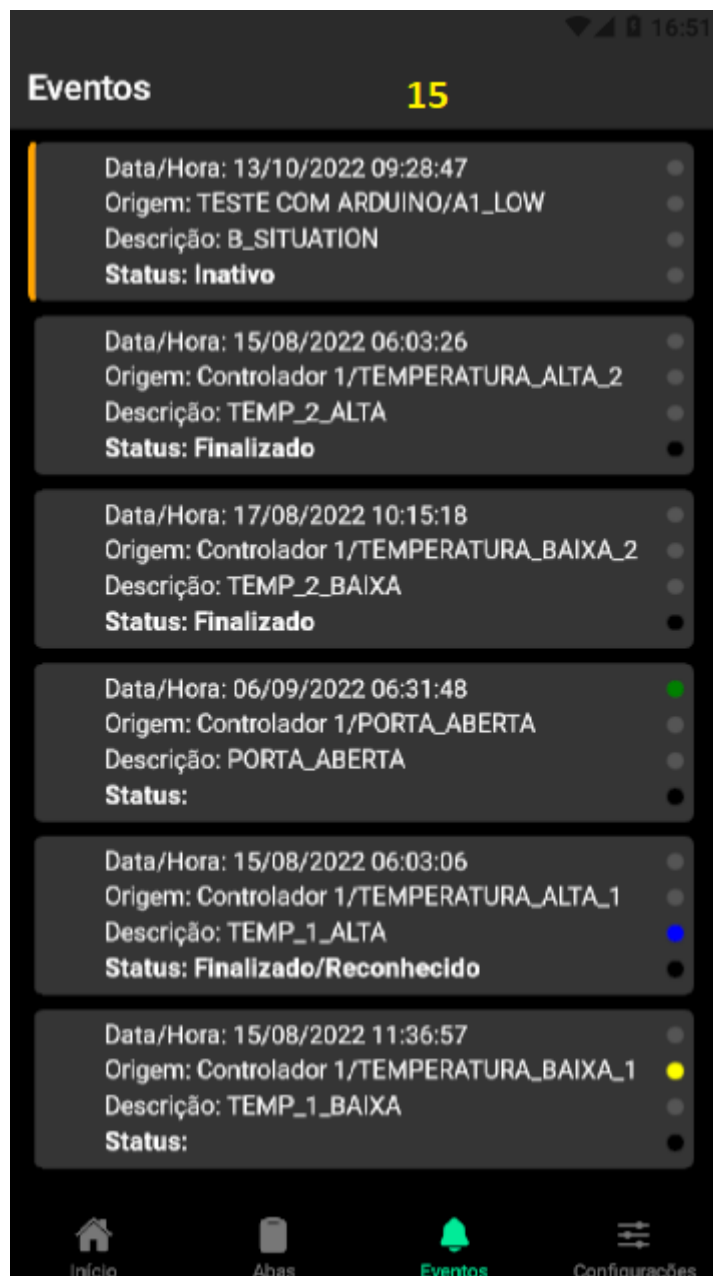 16:51
Eventos
15
Data/Hora: 13/10/2022 09:28:47
Origem: TESTE COM ARDUINO/A1_LOW
Descrição: B_SITUATION
Status: Inativo
Data/Hora: 15/08/2022 06:03:26
Origem: Controlador 1/TEMPERATURA_ALTA_2
Descrição: TEMP_2_ALTA
Status: Finalizado
Data/Hora: 17/08/2022 10:15:18
Origem: Controlador 1/TEMPERATURA_BAIXA_2
Descrição: TEMP_2_BAIXA
Status: Finalizado
Data/Hora: 06/09/2022 06:31:48
Origem: Controlador 1/PORTA_ABERTA
Descrição: PORTA_ABERTA
Status:
Data/Hora: 15/08/2022 06:03:06
Origem: Controlador 1/TEMPERATURA_ALTA_1
Descrição: TEMP_1_ALTA
Status: Finalizado/Reconhecido
Data/Hora: 15/08/2022 11:36:57
Origem: Controlador 1/TEMPERATURA_BAIXA_1
Descrição: TEMP_1_BAIXA
Status:
Início Abas Eventos Configurações